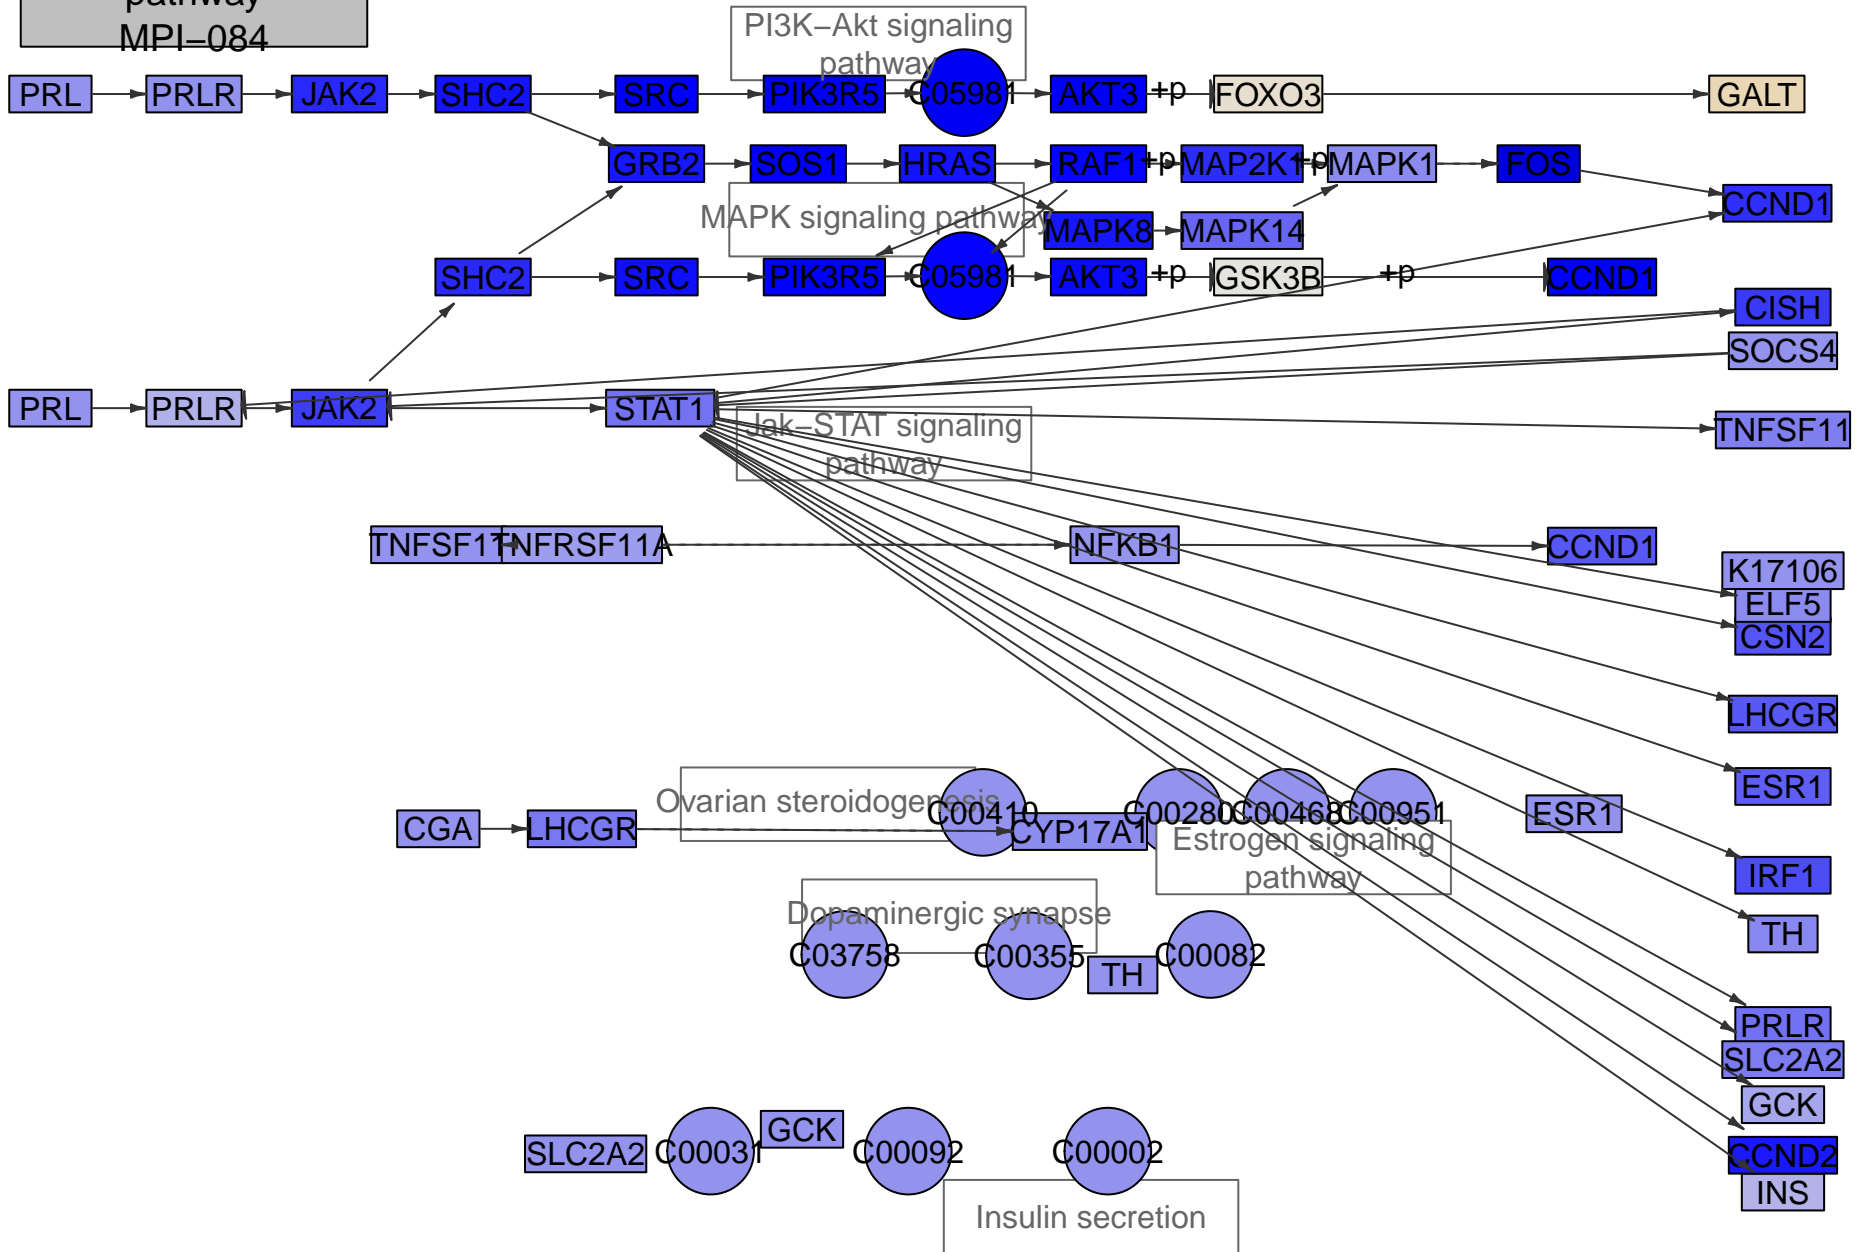 pathway
MPI−084
PI3K−Akt signaling
pathway
PRL
PRLR
JAK2
SHC2
SRC
PIK3R5
C05981
AKT3
+p
FOXO3
GALT
GRB2
SOS1
HRAS
RAF1
+p
MAP2K1
+p
MAPK1
FOS
CCND1
MAPK signaling pathway
MAPK8
MAPK14
SHC2
SRC
PIK3R5
C05981
AKT3
+p
GSK3B
+p
CCND1
CISH
SOCS4
PRL
PRLR
JAK2
STAT1
Jak−STAT signaling
pathway
TNFSF11
TNFSF11
TNFRSF11A
NFKB1
CCND1
K17106
ELF5
CSN2
LHCGR
ESR1
Ovarian steroidogenesis
C00410
C00280
C00468
C00951
ESR1
CGA
LHCGR
CYP17A1
Estrogen signaling
pathway
IRF1
Dopaminergic synapse
TH
C03758
C00355
TH
C00082
PRLR
SLC2A2
GCK
SLC2A2
C00031
GCK
C00092
C00002
CCND2
INS
Insulin secretion